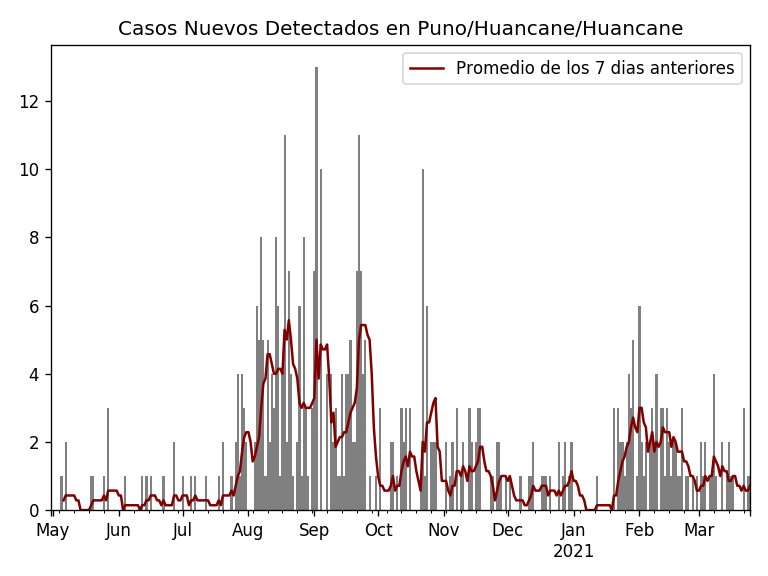 Casos Nuevos Detectados en Puno/Huancane/Huancane
Promedio de los 7 dias anteriores
12
10
8
6
4
2
0
May Jun Jul Aug Sep Oct Nov Dec Jan Feb Mar
2021